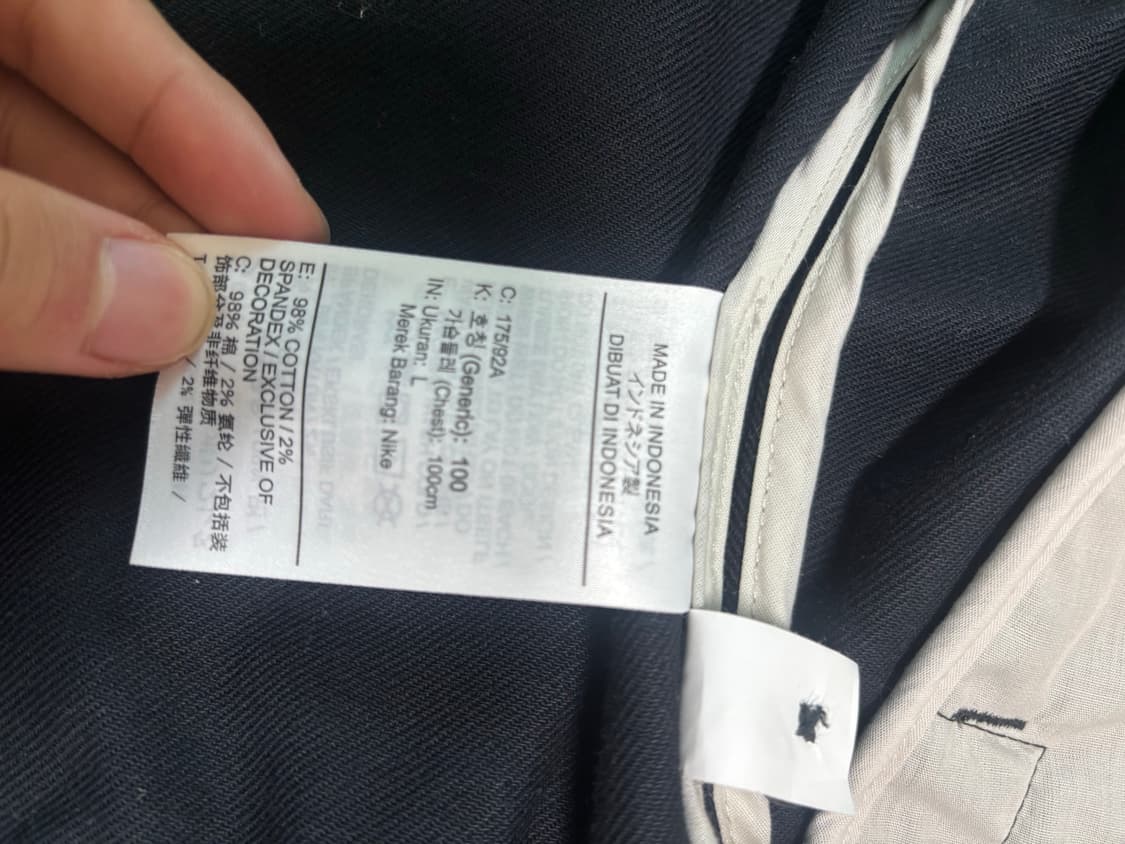 MADE IN INDONESIA
インドネシア製
DIBUAT DI INDONESIA
C: 175/92A
K: 호칭 (Generic): 100
가슴둘레 (Chest): 100cm
IN: Ukuran: L
Merek Barang: Nike
E: 98% COTTON / 2%
SPANDEX / EXCLUSIVE OF
DECORATION
C: 98% 棉 / 2% 氨纶 / 不包括装
饰部分及非纤维物质
/ 2% 彈性纖維 /